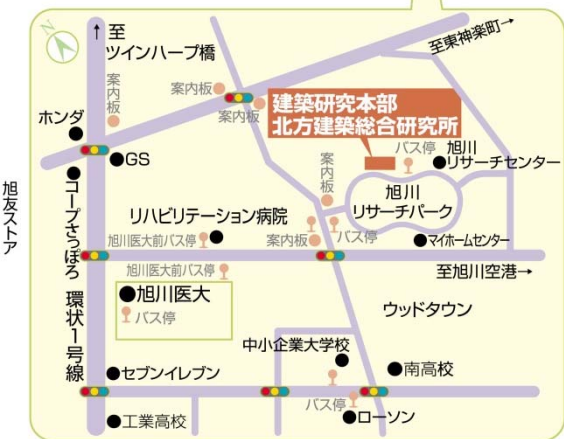 N
↑至
ツインハープ橋
至東神楽町→
案内板
案内板
案内板
建築研究本部
北方建築総合研究所
ホンダ
GS
バス停
旭川
リサーチセンター
案内板
旭川
リサーチパーク
旭友ストア
コープさっぽろ
環状1号線
リハビリテーション病院
旭川医大前バス停
案内板
バス停
マイホームセンター
旭川医大前バス停
至旭川空港→
旭川医大
バス停
ウッドタウン
中小企業大学校
南高校
セブンイレブン
バス停
ローソン
工業高校